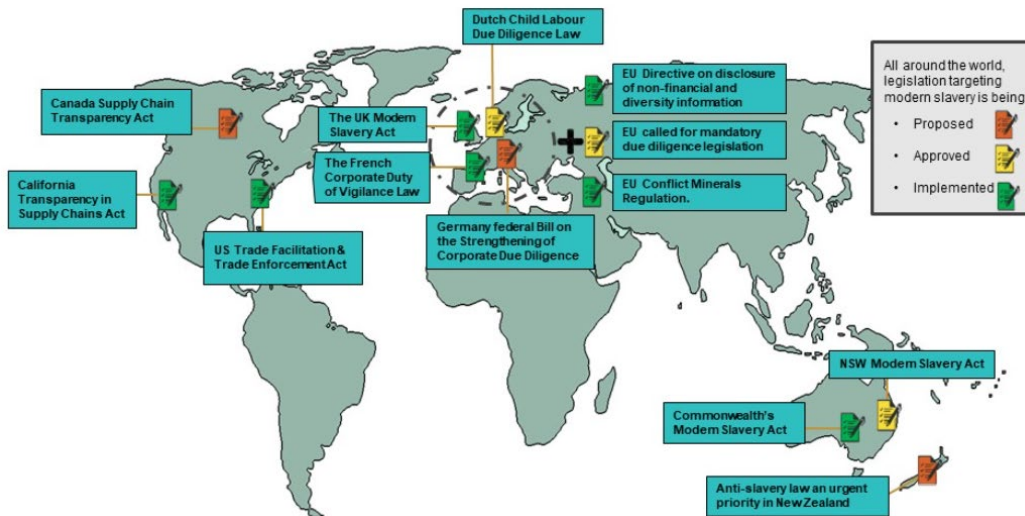 Dutch Child Labour
Due Diligence Law
Canada Supply Chain
Transparency Act
The UK Modern
Slavery Act
EU Directive on disclosure
of non-financial and
diversity information
All around the world,
legislation targeting
modern slavery is being:
• Proposed
• Approved
• Implemented
The French
Corporate Duty
of Vigilance Law
EU called for mandatory
due diligence legislation
California
Transparency in
Supply Chains Act
EU Conflict Minerals
Regulation.
US Trade Facilitation &
Trade Enforcement Act
Germany federal Bill on
the Strengthening of
Corporate Due Diligence
NSW Modern Slavery Act
Commonwealth's
Modern Slavery Act
Anti-slavery law an urgent
priority in New Zealand